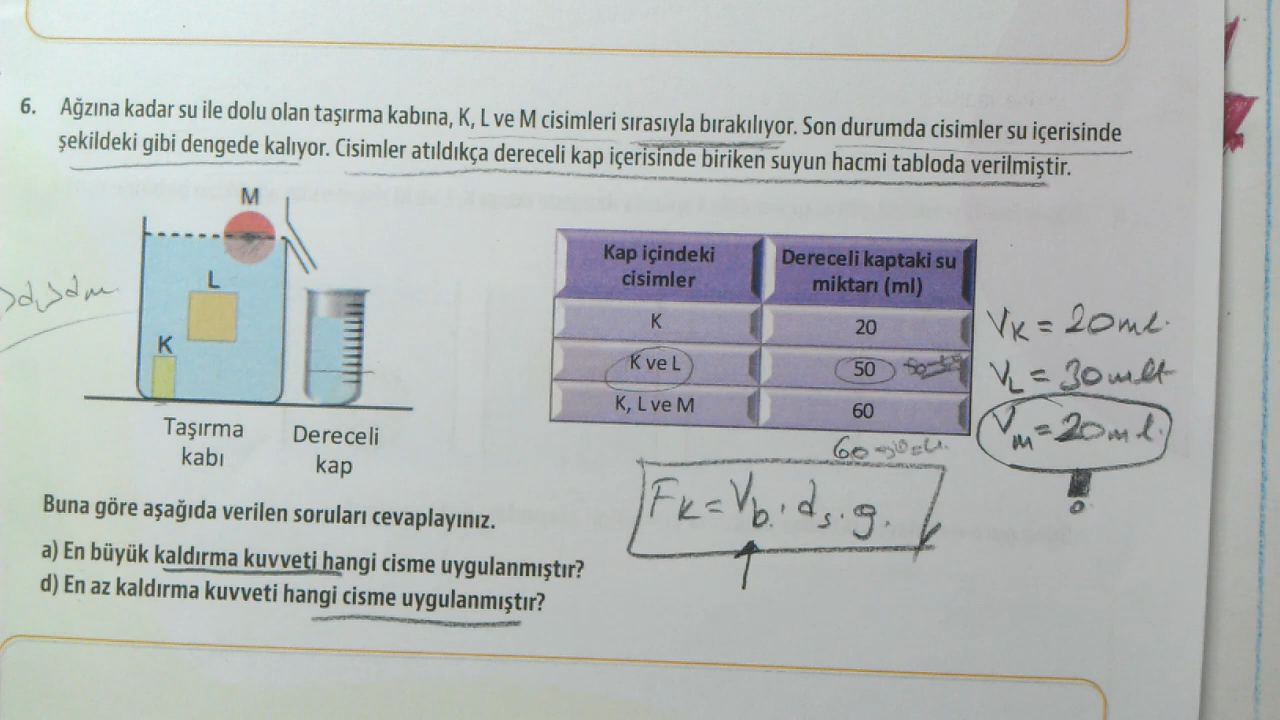 6. Ağzına kadar su ile dolu olan taşırma kabına, K, L ve M cisimleri sırasıyla bırakılıyor. Son durumda cisimler su içerisinde
şekildeki gibi dengede kalıyor. Cisimler atıldıkça dereceli kap içerisinde biriken suyun hacmi tabloda verilmiştir.
M
L
K
Taşırma
kabı
Dereceli
kap
Kap içindeki
cisimler
Dereceli kaptaki su
miktarı (ml)
K 20
K ve L 50
K, L ve M 60
VK = 20ml.
VL = 30mlt
Vm = 20ml.
FK = Vb. ds. g.
Buna göre aşağıda verilen soruları cevaplayınız.
a) En büyük kaldırma kuvveti hangi cisme uygulanmıştır?
d) En az kaldırma kuvveti hangi cisme uygulanmıştır?